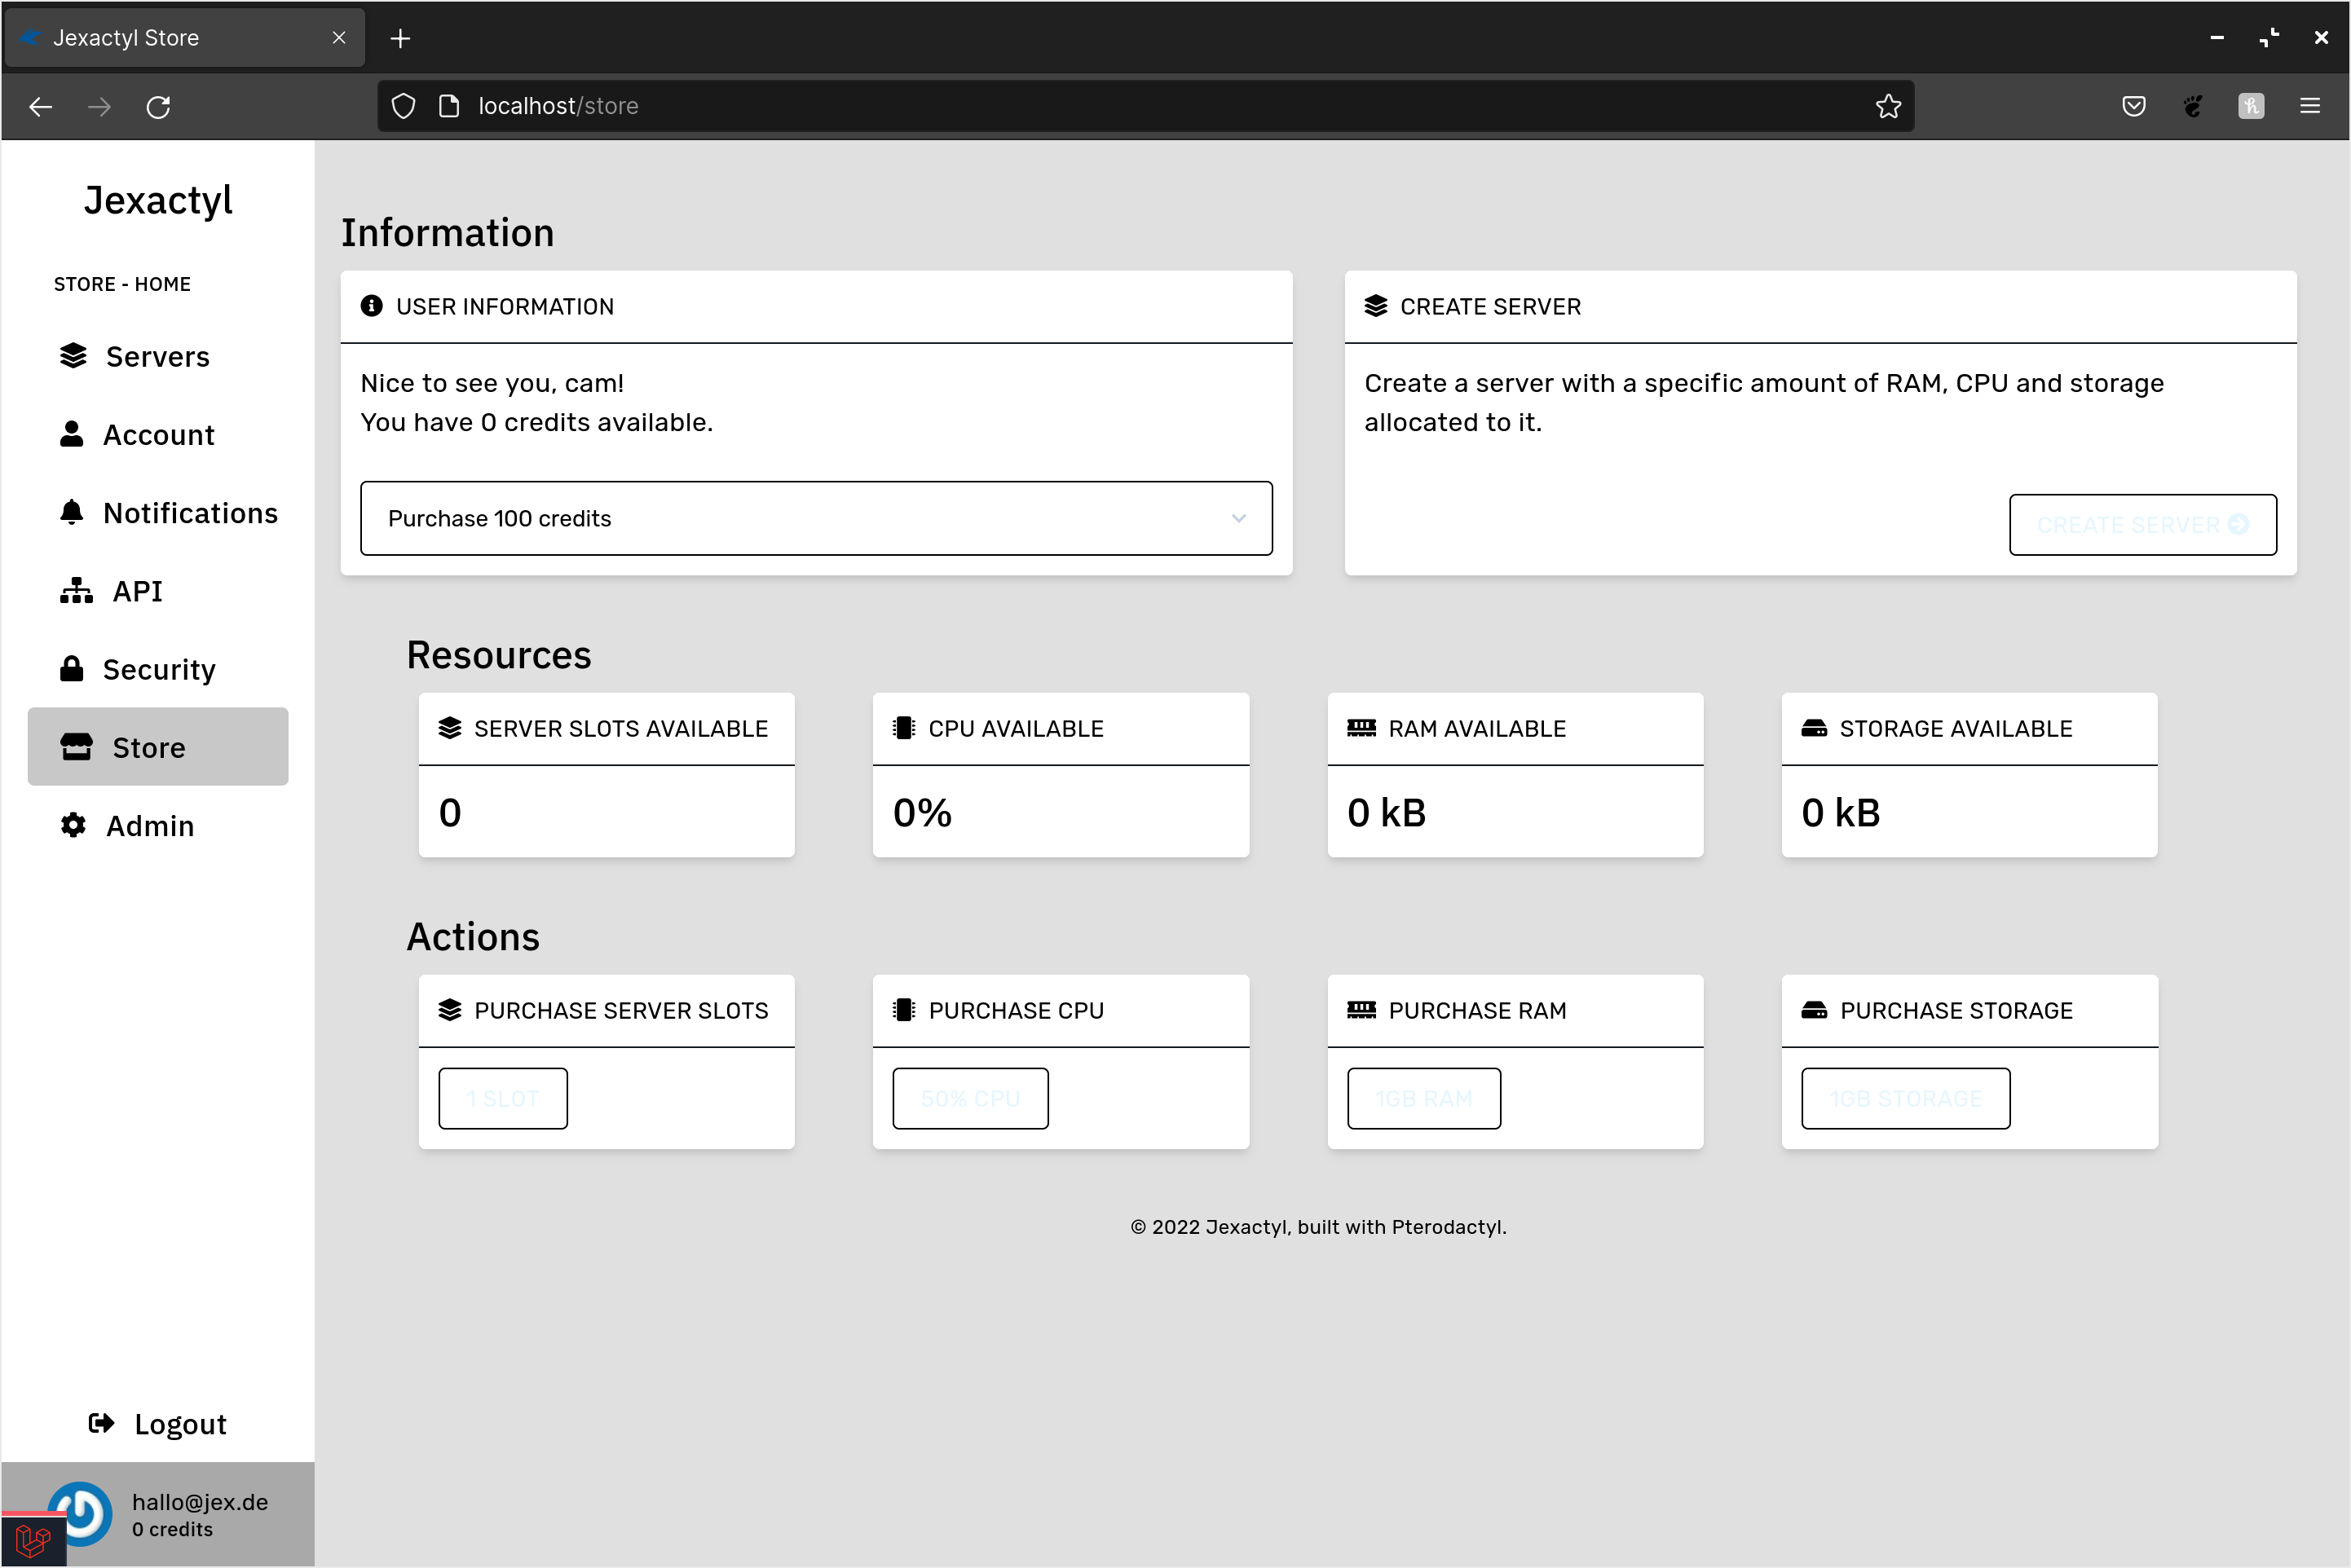 Jexactyl Store
localhost/store
Jexactyl
STORE - HOME
Servers
Account
Notifications
API
Security
Store
Admin
Logout
hallo@jex.de
0 credits
Information
USER INFORMATION
Nice to see you, cam!
You have 0 credits available.
Purchase 100 credits
CREATE SERVER
Create a server with a specific amount of RAM, CPU and storage
allocated to it.
CREATE SERVER
Resources
SERVER SLOTS AVAILABLE
0
CPU AVAILABLE
0%
RAM AVAILABLE
0 kB
STORAGE AVAILABLE
0 kB
Actions
PURCHASE SERVER SLOTS
1 SLOT
PURCHASE CPU
50% CPU
PURCHASE RAM
1GB RAM
PURCHASE STORAGE
1GB STORAGE
© 2022 Jexactyl, built with Pterodactyl.